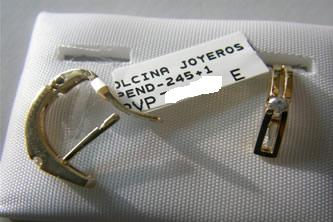 OLCINA JOYEROS
PEND-245+1
PVP E